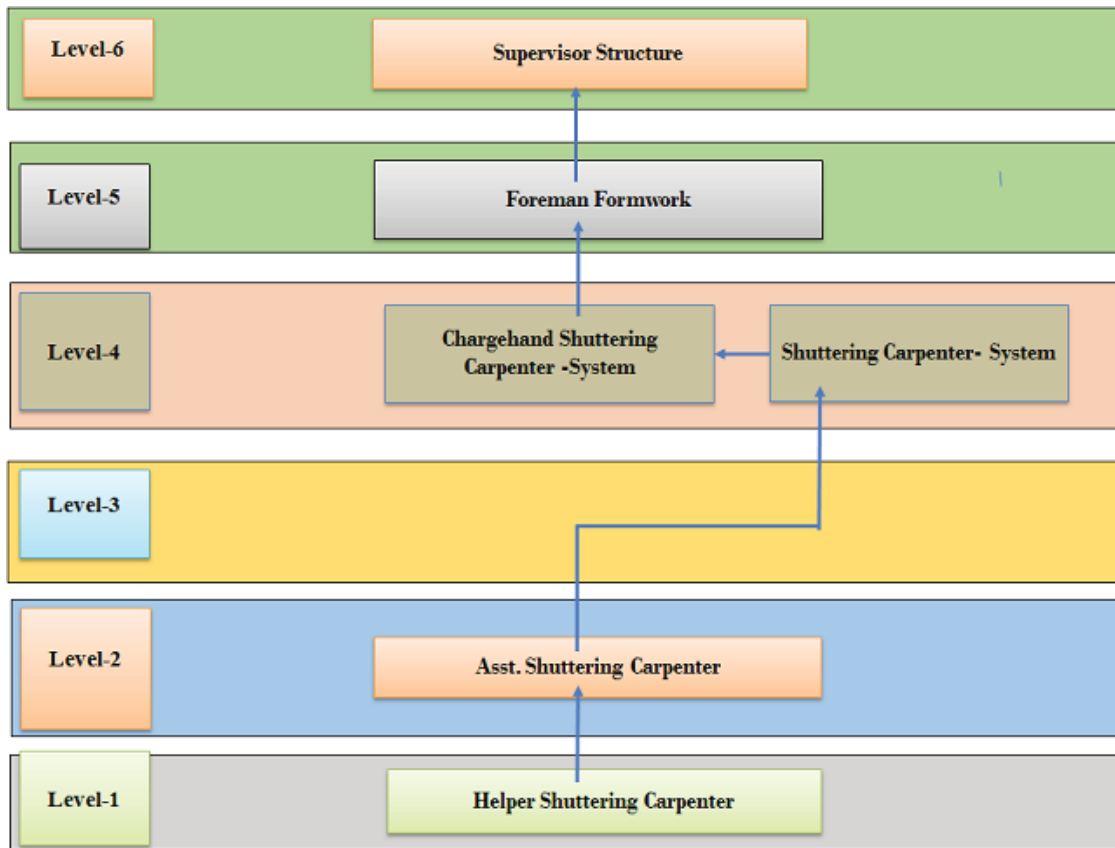 Level-6
Supervisor Structure
Level-5
Foreman Formwork
Level-4
Chargehand Shuttering
Carpenter -System
Shuttering Carpenter- System
Level-3
Level-2
Asst. Shuttering Carpenter
Level-1
Helper Shuttering Carpenter